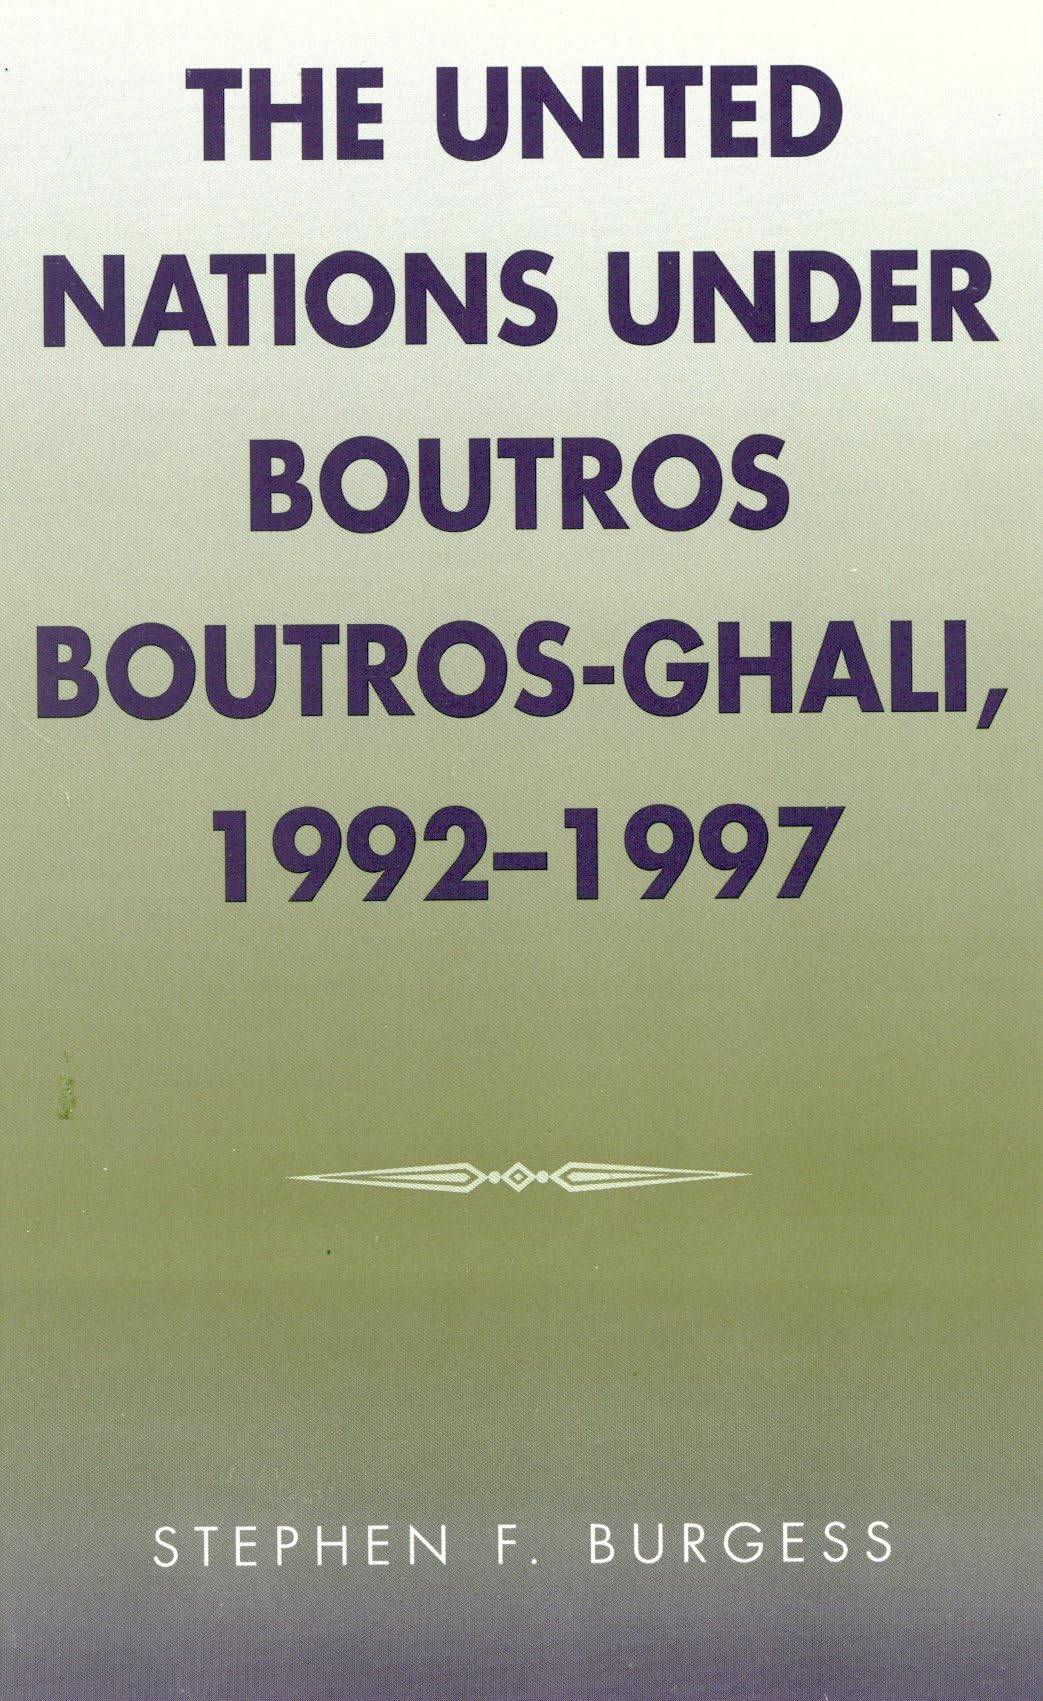 THE UNITED
NATIONS UNDER
BOUTROS
BOUTROS-GHALI,
1992–1997
STEPHEN F. BURGESS